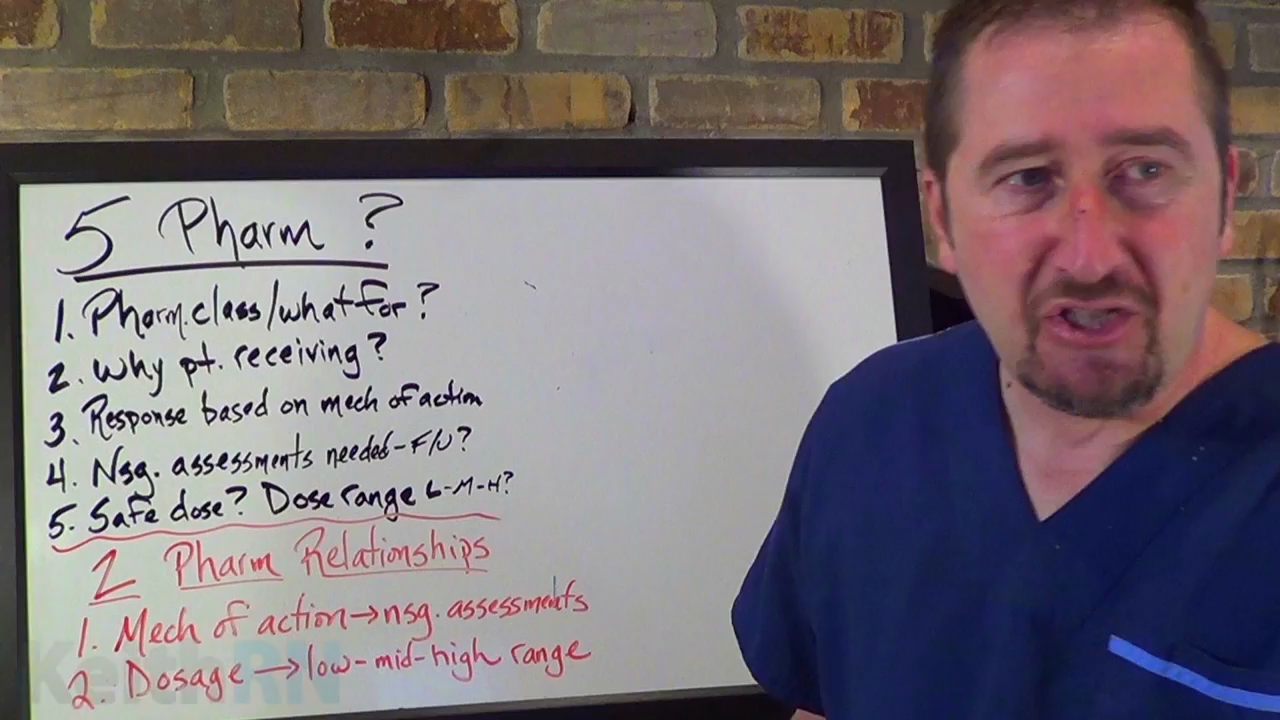 5 Pharm ?
1. Pharm.class/what for?
2. Why pt. receiving?
3. Response based on mech of action
4. Nsg. assessments needed-F/U?
5. Safe dose? Dose range L-M-H?
2 Pharm Relationships
1. Mech of action→nsg. assessments
2. Dosage→low-mid-high range
KeithRN